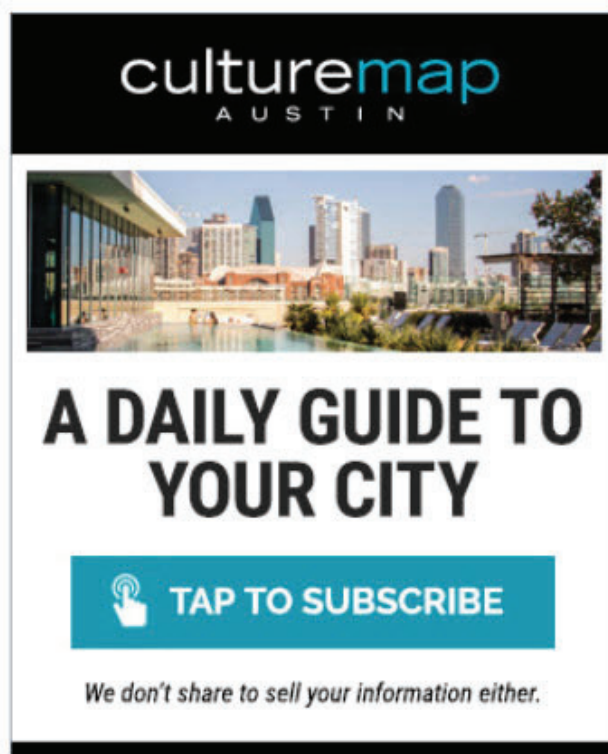 culturemap
AUSTIN
A DAILY GUIDE TO
YOUR CITY
TAP TO SUBSCRIBE
We don't share to sell your information either.